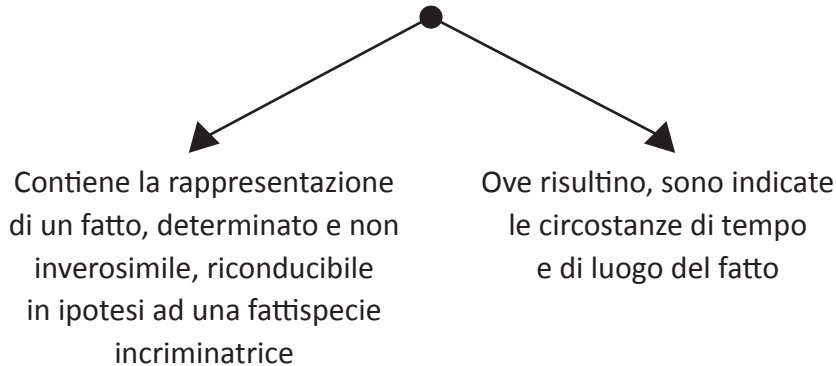 Contiene la rappresentazione
di un fatto, determinato e non
inverosimile, riconducibile
in ipotesi ad una fattispecie
incriminatrice
Ove risultino, sono indicate
le circostanze di tempo
e di luogo del fatto